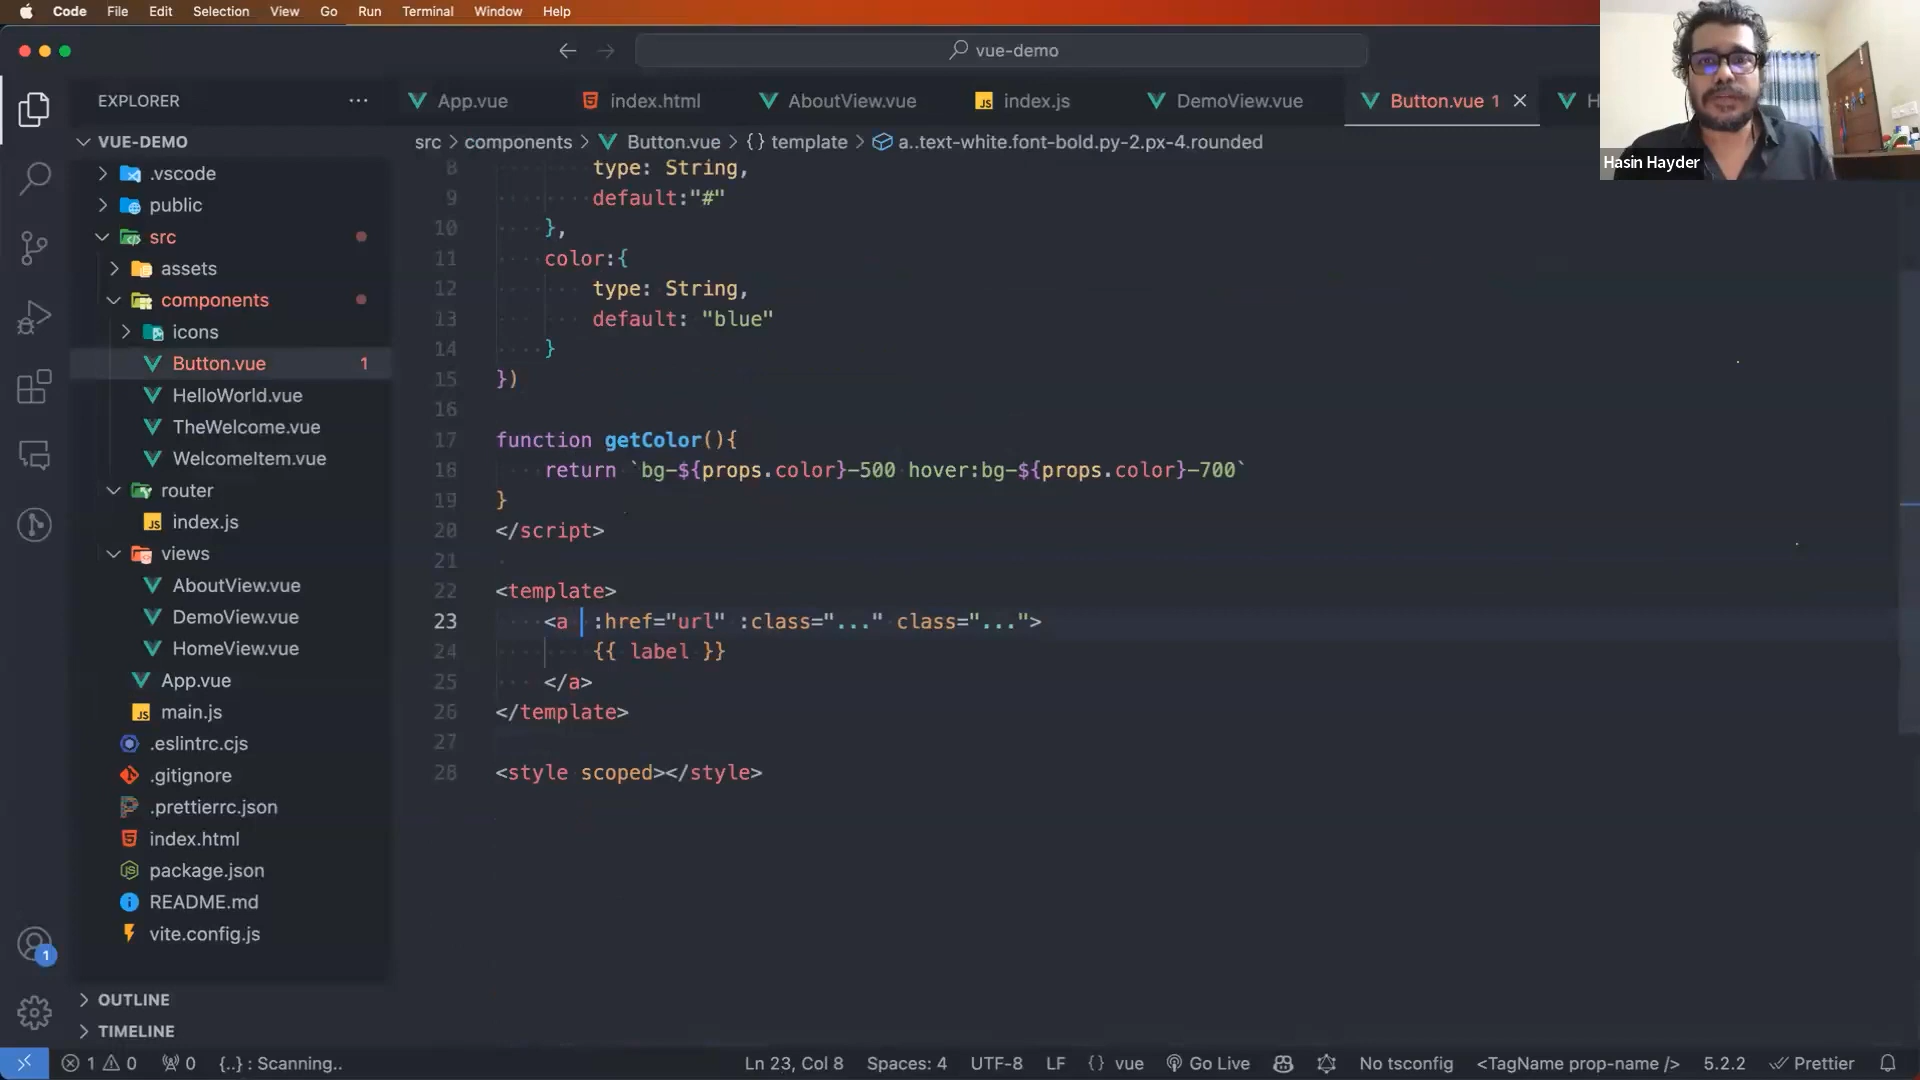 Code File Edit Selection View Go Run Terminal Window Help
vue-demo
Hasin Hayder
EXPLORER
App.vue index.html AboutView.vue index.js DemoView.vue Button.vue 1 H
src > components > Button.vue > {} template > a..text-white.font-bold.py-2.px-4.rounded
VUE-DEMO
.vscode
public
src
assets
components
icons
Button.vue 1
HelloWorld.vue
TheWelcome.vue
WelcomeItem.vue
router
index.js
views
AboutView.vue
DemoView.vue
HomeView.vue
App.vue
main.js
.eslintrc.cjs
.gitignore
.prettierrc.json
index.html
package.json
README.md
vite.config.js
OUTLINE
TIMELINE
8 type: String,
9 default:"#"
10 },
11 color:{
12 type: String,
13 default: "blue"
14 }
15 })
16
17 function getColor(){
18 return `bg-${props.color}-500 hover:bg-${props.color}-700`
19 }
20 </script>
21
22 <template>
23 <a :href="url" :class="..." class="...">
24 {{ label }}
25 </a>
26 </template>
27
28 <style scoped></style>
1
1 0 0 {..} : Scanning.. Ln 23, Col 8 Spaces: 4 UTF-8 LF {} vue Go Live No tsconfig <TagName prop-name /> 5.2.2 Prettier